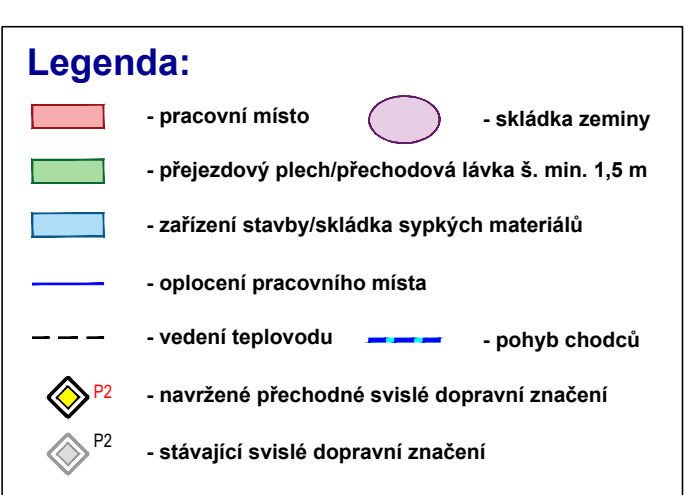 Legenda:
- pracovní místo - skládka zeminy
- přejezdový plech/přechodová lávka š. min. 1,5 m
- zařízení stavby/skládka sypkých materiálů
- oplocení pracovního místa
- vedení teplovodu - pohyb chodců
P2 - navržené přechodné svislé dopravní značení
P2 - stávající svislé dopravní značení